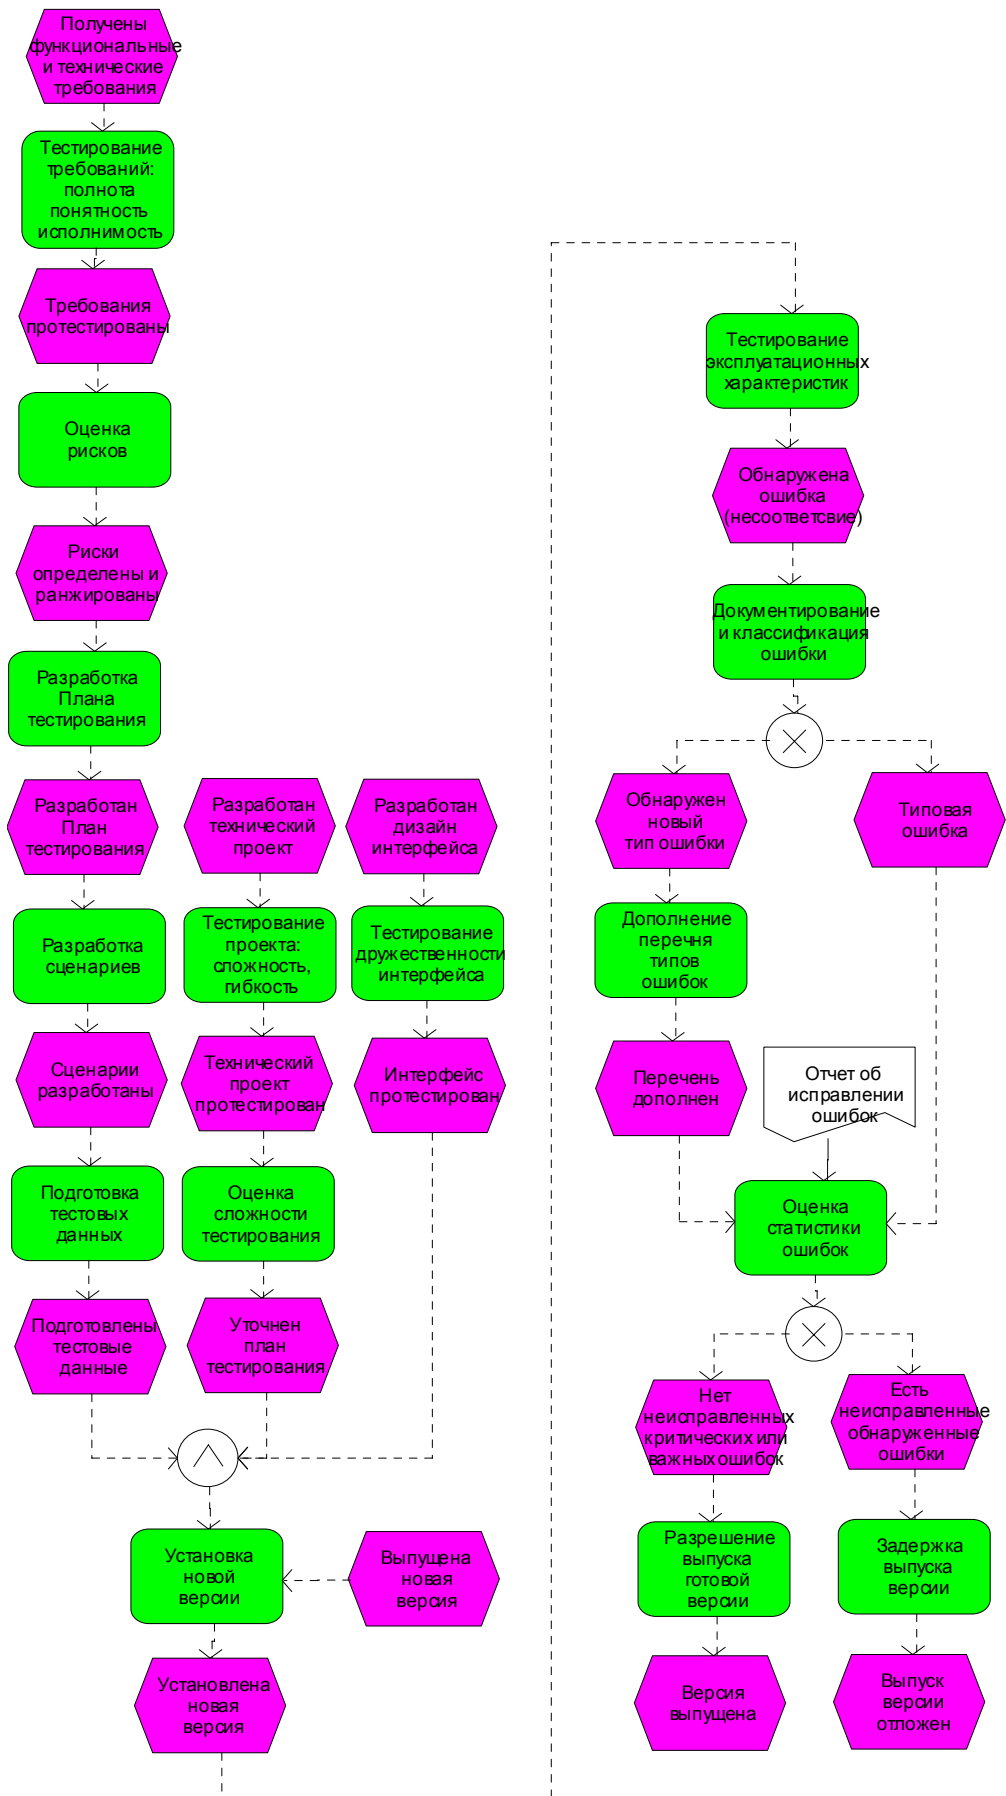 Получены
функциональные
и технические
требования
Тестирование
требований:
полнота
понятность
исполнимость
Требования
протестированы
Оценка
рисков
Риски
определены и
ранжированы
Разработка
Плана
тестирования
Разработан
План
тестирования
Разработка
сценариев
Сценарии
разработаны
Подготовка
тестовых
данных
Подготовлены
тестовые
данные
Разработан
технический
проект
Тестирование
проекта:
сложность,
гибкость
Технический
проект
протестирован
Оценка
сложности
тестирования
Уточнен
план
тестирования
Разработан
дизайн
интерфейса
Тестирование
дружественности
интерфейса
Интерфейс
протестирован
Установка
новой
версии
Выпущена
новая
версия
Установлена
новая
версия
Тестирование
эксплуатационных
характеристик
Обнаружена
ошибка
(несоответсвие)
Документирование
и классификация
ошибки
Обнаружен
новый
тип ошибки
Типовая
ошибка
Дополнение
перечня
типов
ошибок
Перечень
дополнен
Отчет об
исправлении
ошибок
Оценка
статистики
ошибок
Нет
неисправленных
критических или
важных ошибок
Есть
неисправленные
обнаруженные
ошибки
Разрешение
выпуска
готовой
версии
Задержка
выпуска
версии
Версия
выпущена
Выпуск
версии
отложен